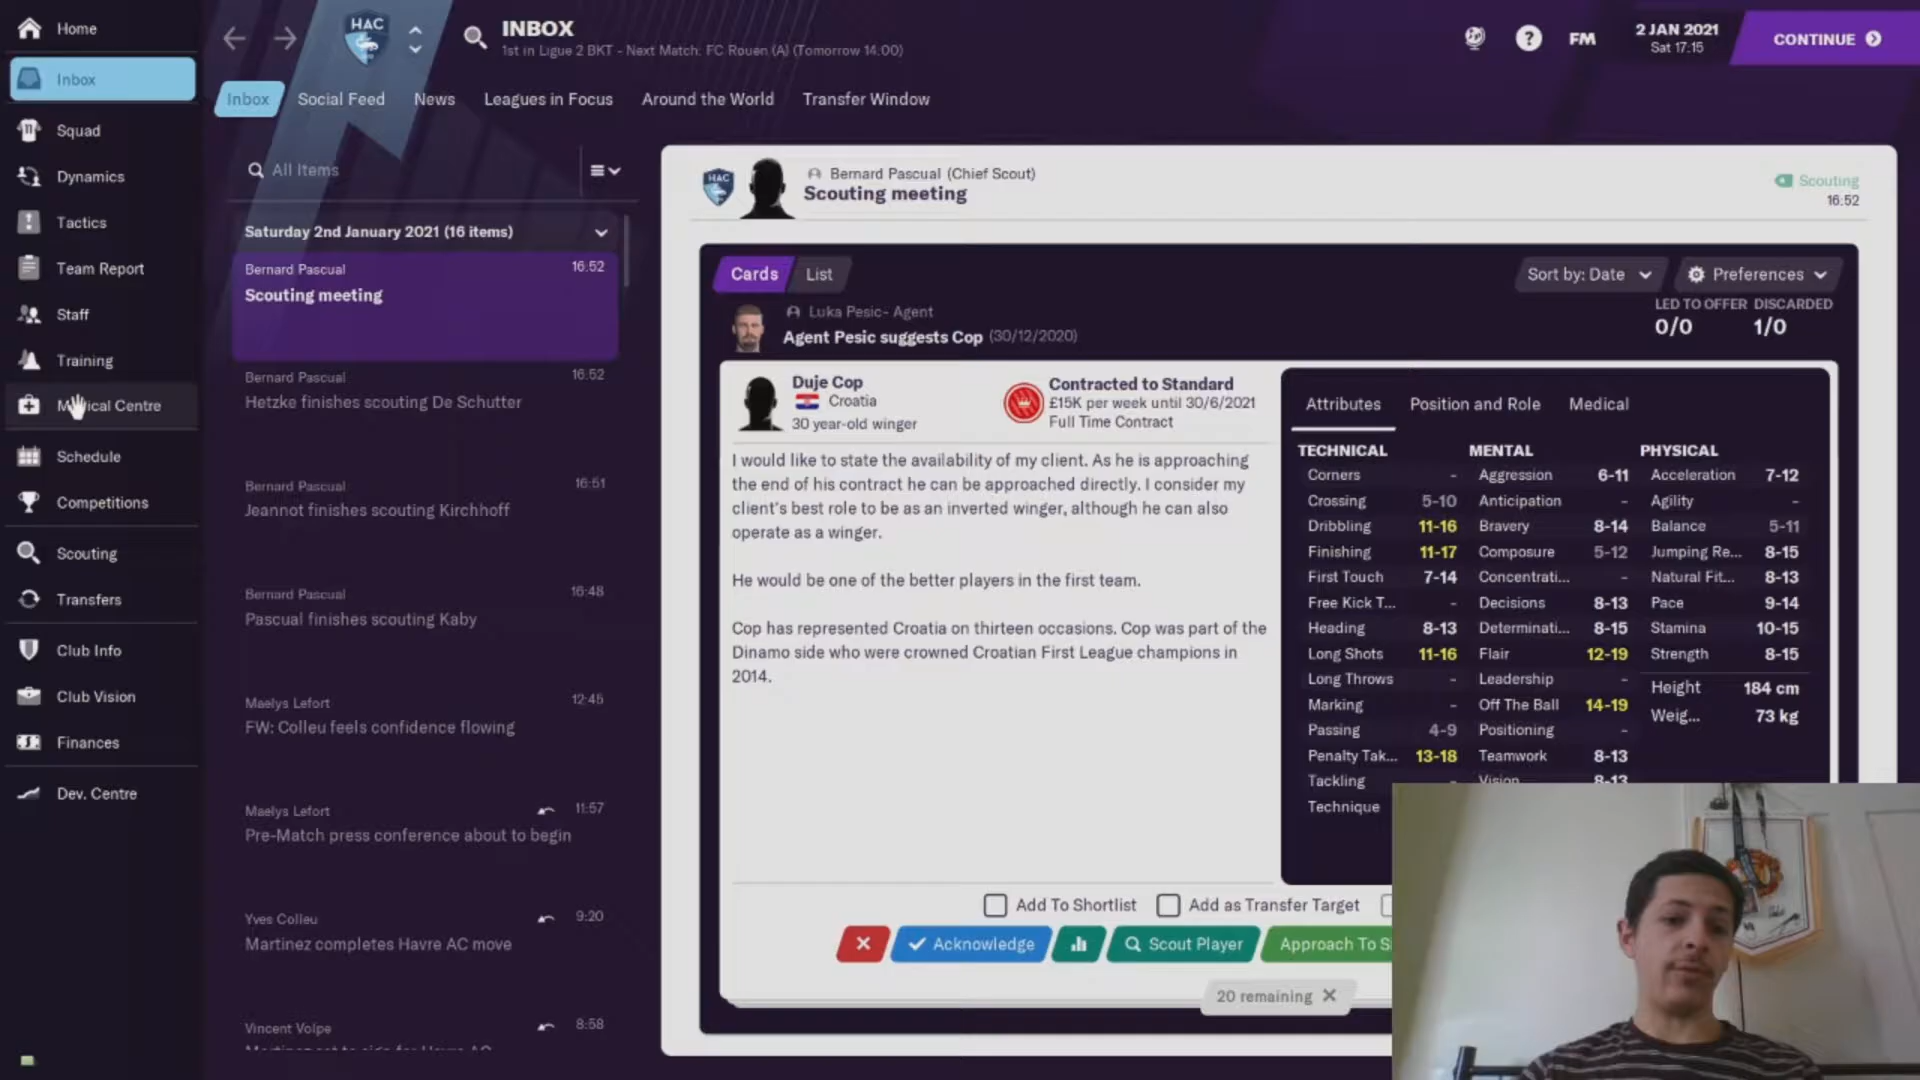 Home
Inbox
Squad
Dynamics
Tactics
Team Report
Staff
Training
Medical Centre
Schedule
Competitions
Scouting
Transfers
Club Info
Club Vision
Finances
Dev. Centre
HAC
INBOX
1st in Ligue 2 BKT - Next Match: FC Rouen (A) (Tomorrow 14.00)
FM
2 JAN 2021
Sat 17:15
CONTINUE
Inbox Social Feed News Leagues in Focus Around the World Transfer Window
All Items
Saturday 2nd January 2021 (16 items)
Bernard Pascual 16:52
Scouting meeting
Bernard Pascual 16:52
Hetzke finishes scouting De Schutter
Bernard Pascual 16:51
Jeannot finishes scouting Kirchhoff
Bernard Pascual 16:48
Pascual finishes scouting Kaby
Maelys Lefort 12:45
FW: Colleu feels confidence flowing
Maelys Lefort 11:57
Pre-Match press conference about to begin
Yves Colleu 9:20
Martinez completes Havre AC move
Vincent Volpe 8:58
HAC
Bernard Pascual (Chief Scout)
Scouting meeting
Scouting
16:52
Cards List
Sort by: Date
Preferences
Luka Pesic- Agent
Agent Pesic suggests Cop (30/12/2020)
LED TO OFFER DISCARDED
0/0 1/0
Duje Cop
Croatia
30 year-old winger
Contracted to Standard
£15K per week until 30/6/2021
Full Time Contract
I would like to state the availability of my client. As he is approaching
the end of his contract he can be approached directly. I consider my
client's best role to be as an inverted winger, although he can also
operate as a winger.
He would be one of the better players in the first team.
Cop has represented Croatia on thirteen occasions. Cop was part of the
Dinamo side who were crowned Croatian First League champions in
2014.
Attributes Position and Role Medical
TECHNICAL MENTAL PHYSICAL
Corners - Aggression 6-11 Acceleration 7-12
Crossing 5-10 Anticipation - Agility -
Dribbling 11-16 Bravery 8-14 Balance 5-11
Finishing 11-17 Composure 5-12 Jumping Re... 8-15
First Touch 7-14 Concentrati... - Natural Fit... 8-13
Free Kick T... - Decisions 8-13 Pace 9-14
Heading 8-13 Determinati... 8-15 Stamina 10-15
Long Shots 11-16 Flair 12-19 Strength 8-15
Long Throws - Leadership -
Height 184 cm
Marking - Off The Ball 14-19
Weig... 73 kg
Passing 4-9 Positioning -
Penalty Tak... 13-18 Teamwork 8-13
Tackling - Vision 8-13
Technique
Add To Shortlist Add as Transfer Target
Acknowledge Scout Player Approach To S
20 remaining